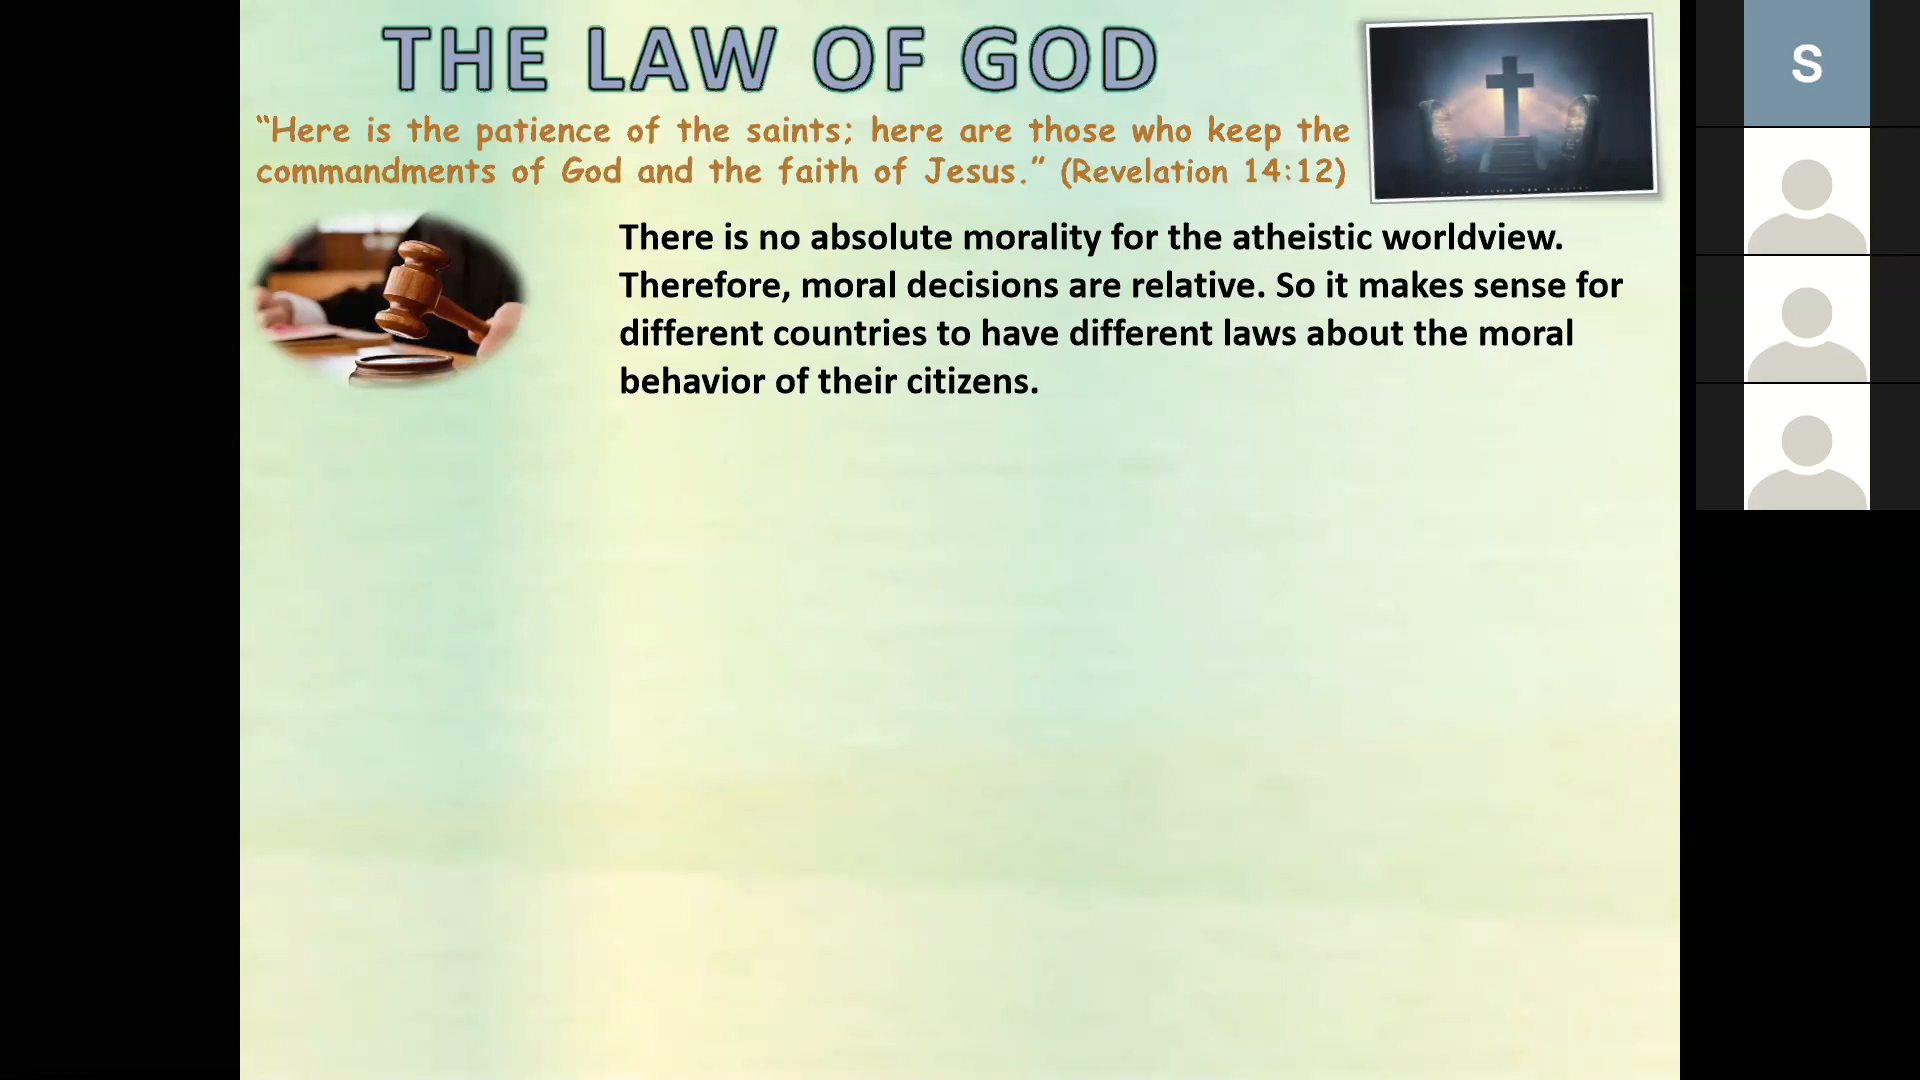 THE LAW OF GOD
“Here is the patience of the saints; here are those who keep the
commandments of God and the faith of Jesus.” (Revelation 14:12)
There is no absolute morality for the atheistic worldview.
Therefore, moral decisions are relative. So it makes sense for
different countries to have different laws about the moral
behavior of their citizens.
S